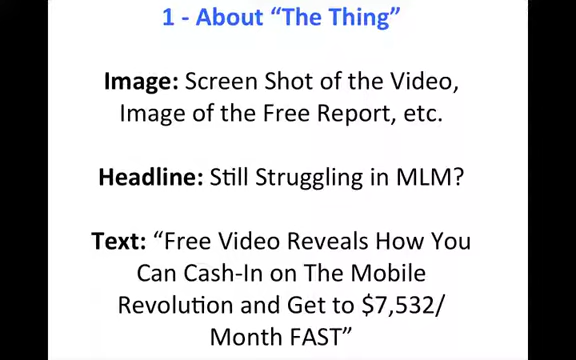 1 - About “The Thing”
Image: Screen Shot of the Video,
Image of the Free Report, etc.
Headline: Still Struggling in MLM?
Text: “Free Video Reveals How You
Can Cash-In on The Mobile
Revolution and Get to $7,532/
Month FAST”